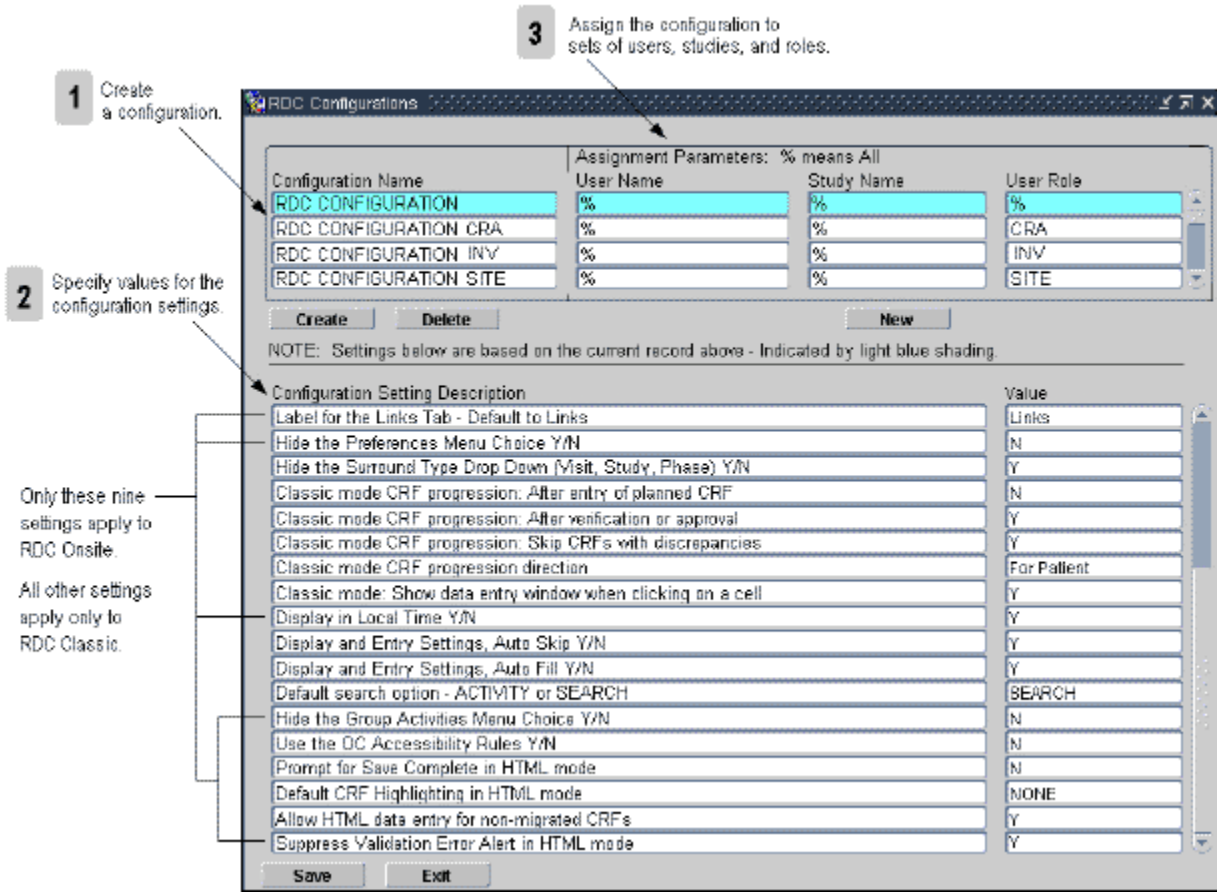 3 Assign the configuration to
sets of users, studies, and roles.
1 Create
a configuration.
RDC Configurations
Assignment Parameters: % means All
Configuration Name User Name Study Name User Role
RDC CONFIGURATION % % %
RDC CONFIGURATION CRA % % CRA
RDC CONFIGURATION INV % % INV
RDC CONFIGURATION SITE % % SITE
2 Specify values for the
configuration settings.
Create Delete New
NOTE: Settings below are based on the current record above - Indicated by light blue shading.
Configuration Setting Description Value
Label for the Links Tab - Default to Links Links
Hide the Preferences Menu Choice Y/N N
Hide the Surround Type Drop Down (Visit, Study, Phase) Y/N Y
Classic mode CRF progression: After entry of planned CRF N
Classic mode CRF progression: After verification or approval Y
Classic mode CRF progression: Skip CRFs with discrepancies Y
Classic mode CRF progression direction For Patient
Classic mode: Show data entry window when clicking on a cell Y
Display in Local Time Y/N Y
Display and Entry Settings, Auto Skip Y/N Y
Display and Entry Settings, Auto Fill Y/N Y
Default search option - ACTIVITY or SEARCH SEARCH
Hide the Group Activities Menu Choice Y/N N
Use the OC Accessibility Rules Y/N N
Prompt for Save Complete in HTML mode N
Default CRF Highlighting in HTML mode NONE
Allow HTML data entry for non-migrated CRFs Y
Suppress Validation Error Alert in HTML mode Y
Only these nine
settings apply to
RDC Onsite.
All other settings
apply only to
RDC Classic.
Save Exit